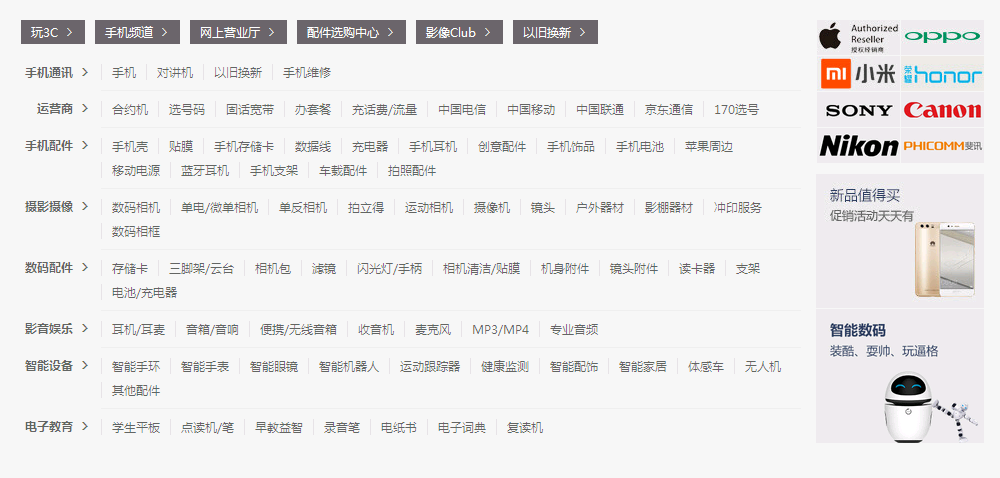 玩3C 手机频道 网上营业厅 配件选购中心 影像Club 以旧换新
手机通讯 手机 对讲机 以旧换新 手机维修
运营商 合约机 选号码 固话宽带 办套餐 充话费/流量 中国电信 中国移动 中国联通 京东通信 170选号
手机配件 手机壳 贴膜 手机存储卡 数据线 充电器 手机耳机 创意配件 手机饰品 手机电池 苹果周边
移动电源 蓝牙耳机 手机支架 车载配件 拍照配件
摄影摄像 数码相机 单电/微单相机 单反相机 拍立得 运动相机 摄像机 镜头 户外器材 影棚器材 冲印服务
数码相框
数码配件 存储卡 三脚架/云台 相机包 滤镜 闪光灯/手柄 相机清洁/贴膜 机身附件 镜头附件 读卡器 支架
电池/充电器
影音娱乐 耳机/耳麦 音箱/音响 便携/无线音箱 收音机 麦克风 MP3/MP4 专业音频
智能设备 智能手环 智能手表 智能眼镜 智能机器人 运动跟踪器 健康监测 智能配饰 智能家居 体感车 无人机
其他配件
电子教育 学生平板 点读机/笔 早教益智 录音笔 电纸书 电子词典 复读机
Authorized
Reseller
授权经销商
oppo
mi 小米
荣耀 honor
SONY
Canon
Nikon
PHICOMM斐讯
新品值得买
促销活动天天有
智能数码
装酷、耍帅、玩逼格